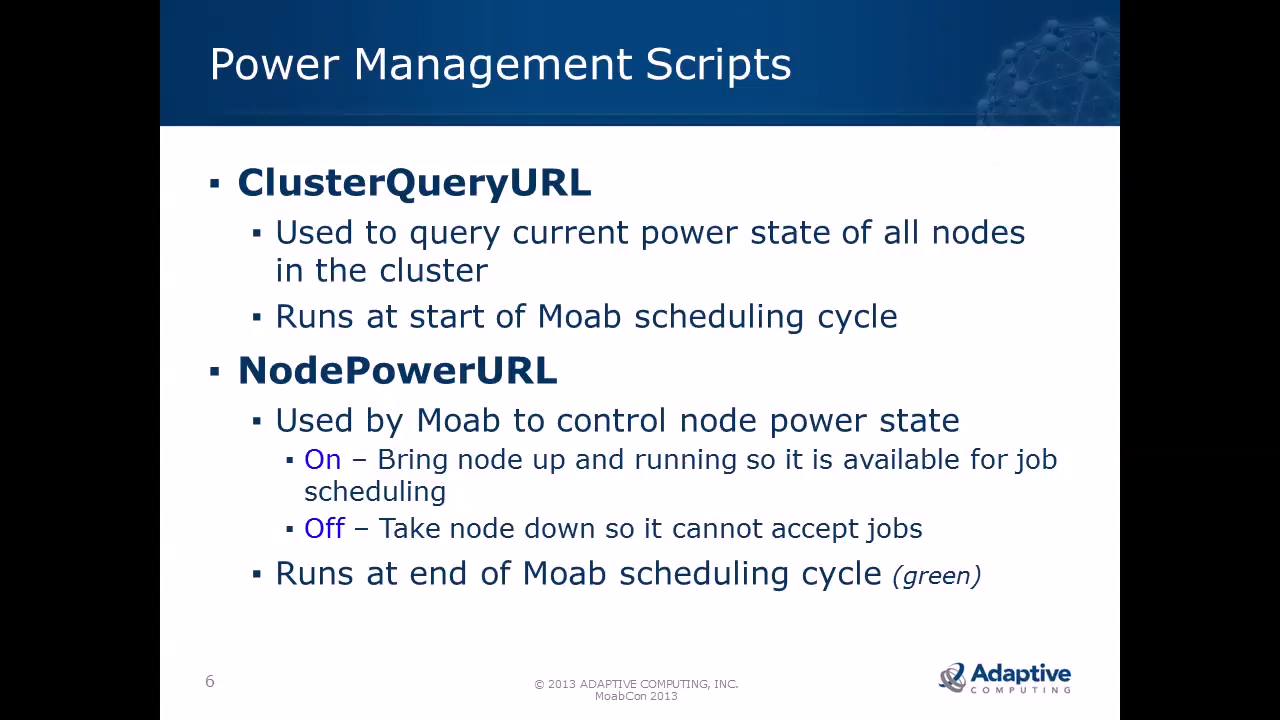 Power Management Scripts
▪ ClusterQueryURL
▪ Used to query current power state of all nodes
in the cluster
▪ Runs at start of Moab scheduling cycle
▪ NodePowerURL
▪ Used by Moab to control node power state
▪ On – Bring node up and running so it is available for job
scheduling
▪ Off – Take node down so it cannot accept jobs
▪ Runs at end of Moab scheduling cycle (green)
6
© 2013 ADAPTIVE COMPUTING, INC.
MoabCon 2013
Adaptive
COMPUTING